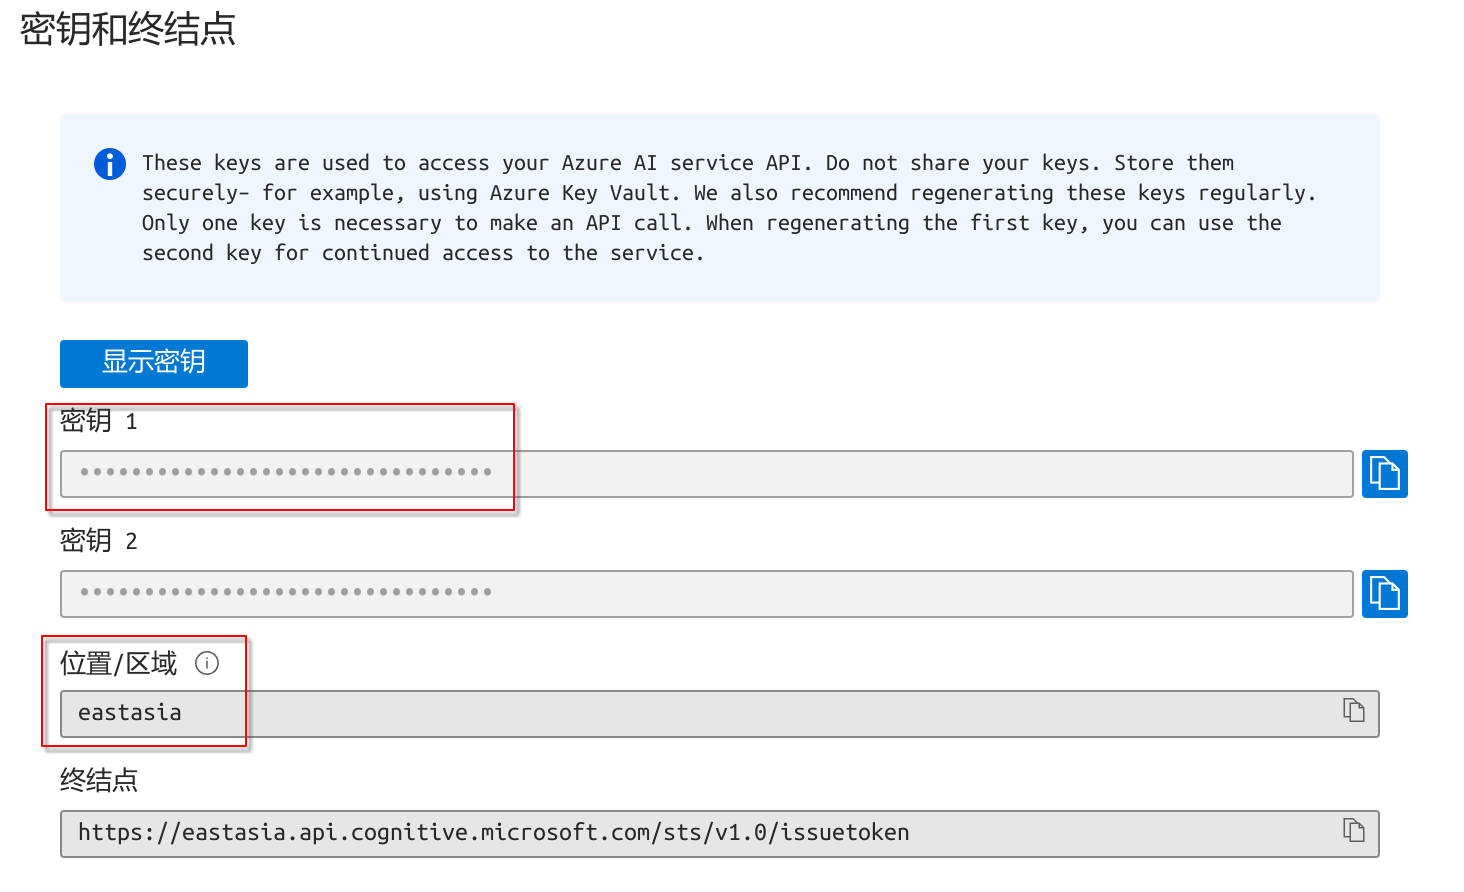 密钥和终结点
These keys are used to access your Azure AI service API. Do not share your keys. Store them
securely– for example, using Azure Key Vault. We also recommend regenerating these keys regularly.
Only one key is necessary to make an API call. When regenerating the first key, you can use the
second key for continued access to the service.
显示密钥
密钥 1
••••••••••••••••••••••••••••••••
密钥 2
••••••••••••••••••••••••••••••••
位置/区域
eastasia
终结点
https://eastasia.api.cognitive.microsoft.com/sts/v1.0/issuetoken